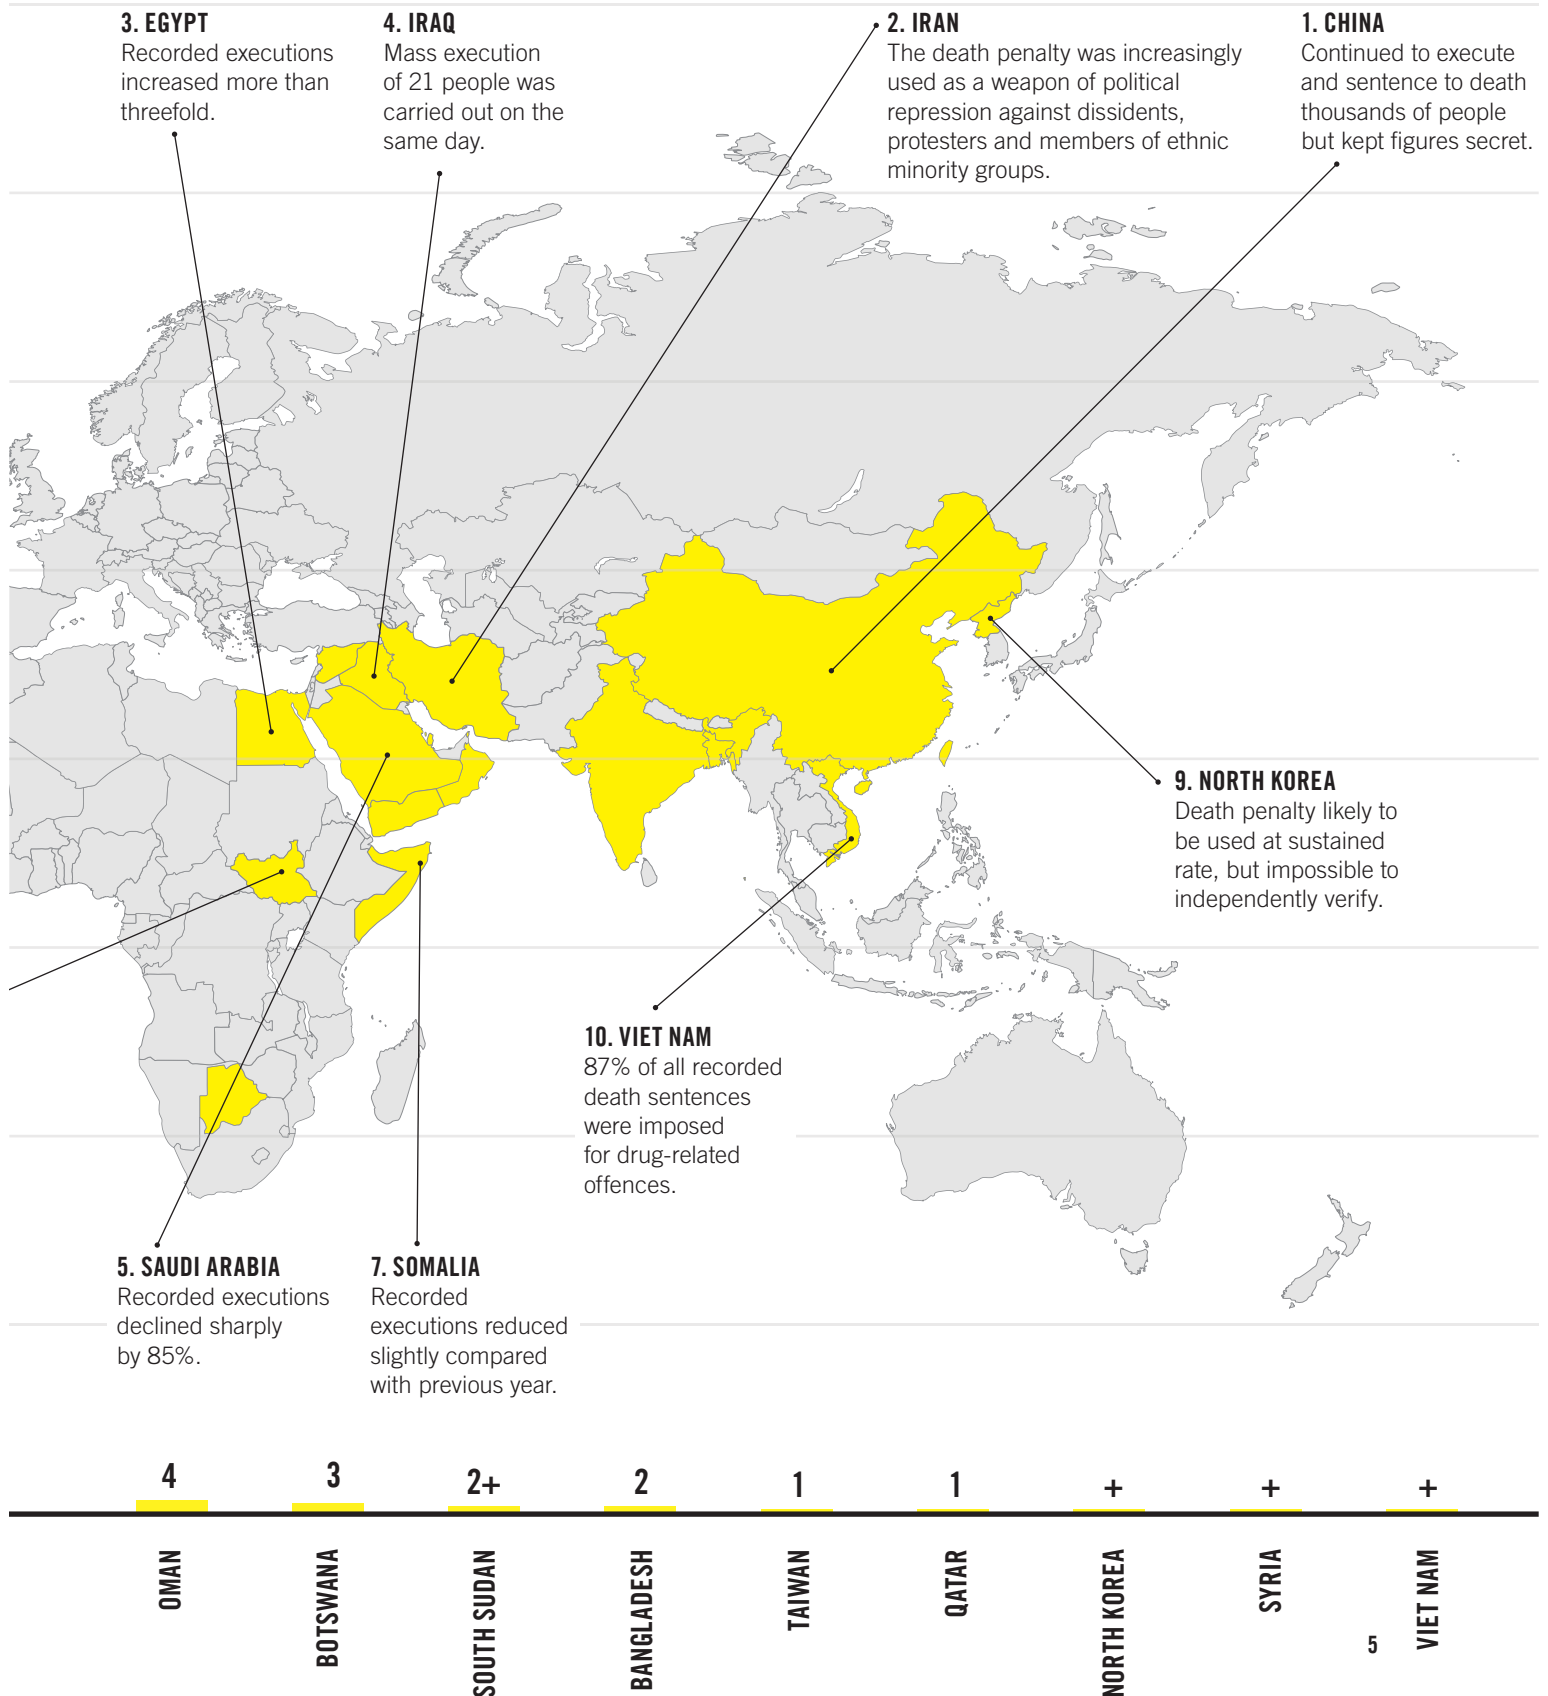 3. EGYPT
Recorded executions
increased more than
threefold.
4. IRAQ
Mass execution
of 21 people was
carried out on the
same day.
2. IRAN
The death penalty was increasingly
used as a weapon of political
repression against dissidents,
protesters and members of ethnic
minority groups.
1. CHINA
Continued to execute
and sentence to death
thousands of people
but kept figures secret.
9. NORTH KOREA
Death penalty likely to
be used at sustained
rate, but impossible to
independently verify.
10. VIET NAM
87% of all recorded
death sentences
were imposed
for drug-related
offences.
5. SAUDI ARABIA
Recorded executions
declined sharply
by 85%.
7. SOMALIA
Recorded
executions reduced
slightly compared
with previous year.
4
3
2+
2
1
1
+
+
+
OMAN
BOTSWANA
SOUTH SUDAN
BANGLADESH
TAIWAN
QATAR
NORTH KOREA
SYRIA
VIET NAM
5